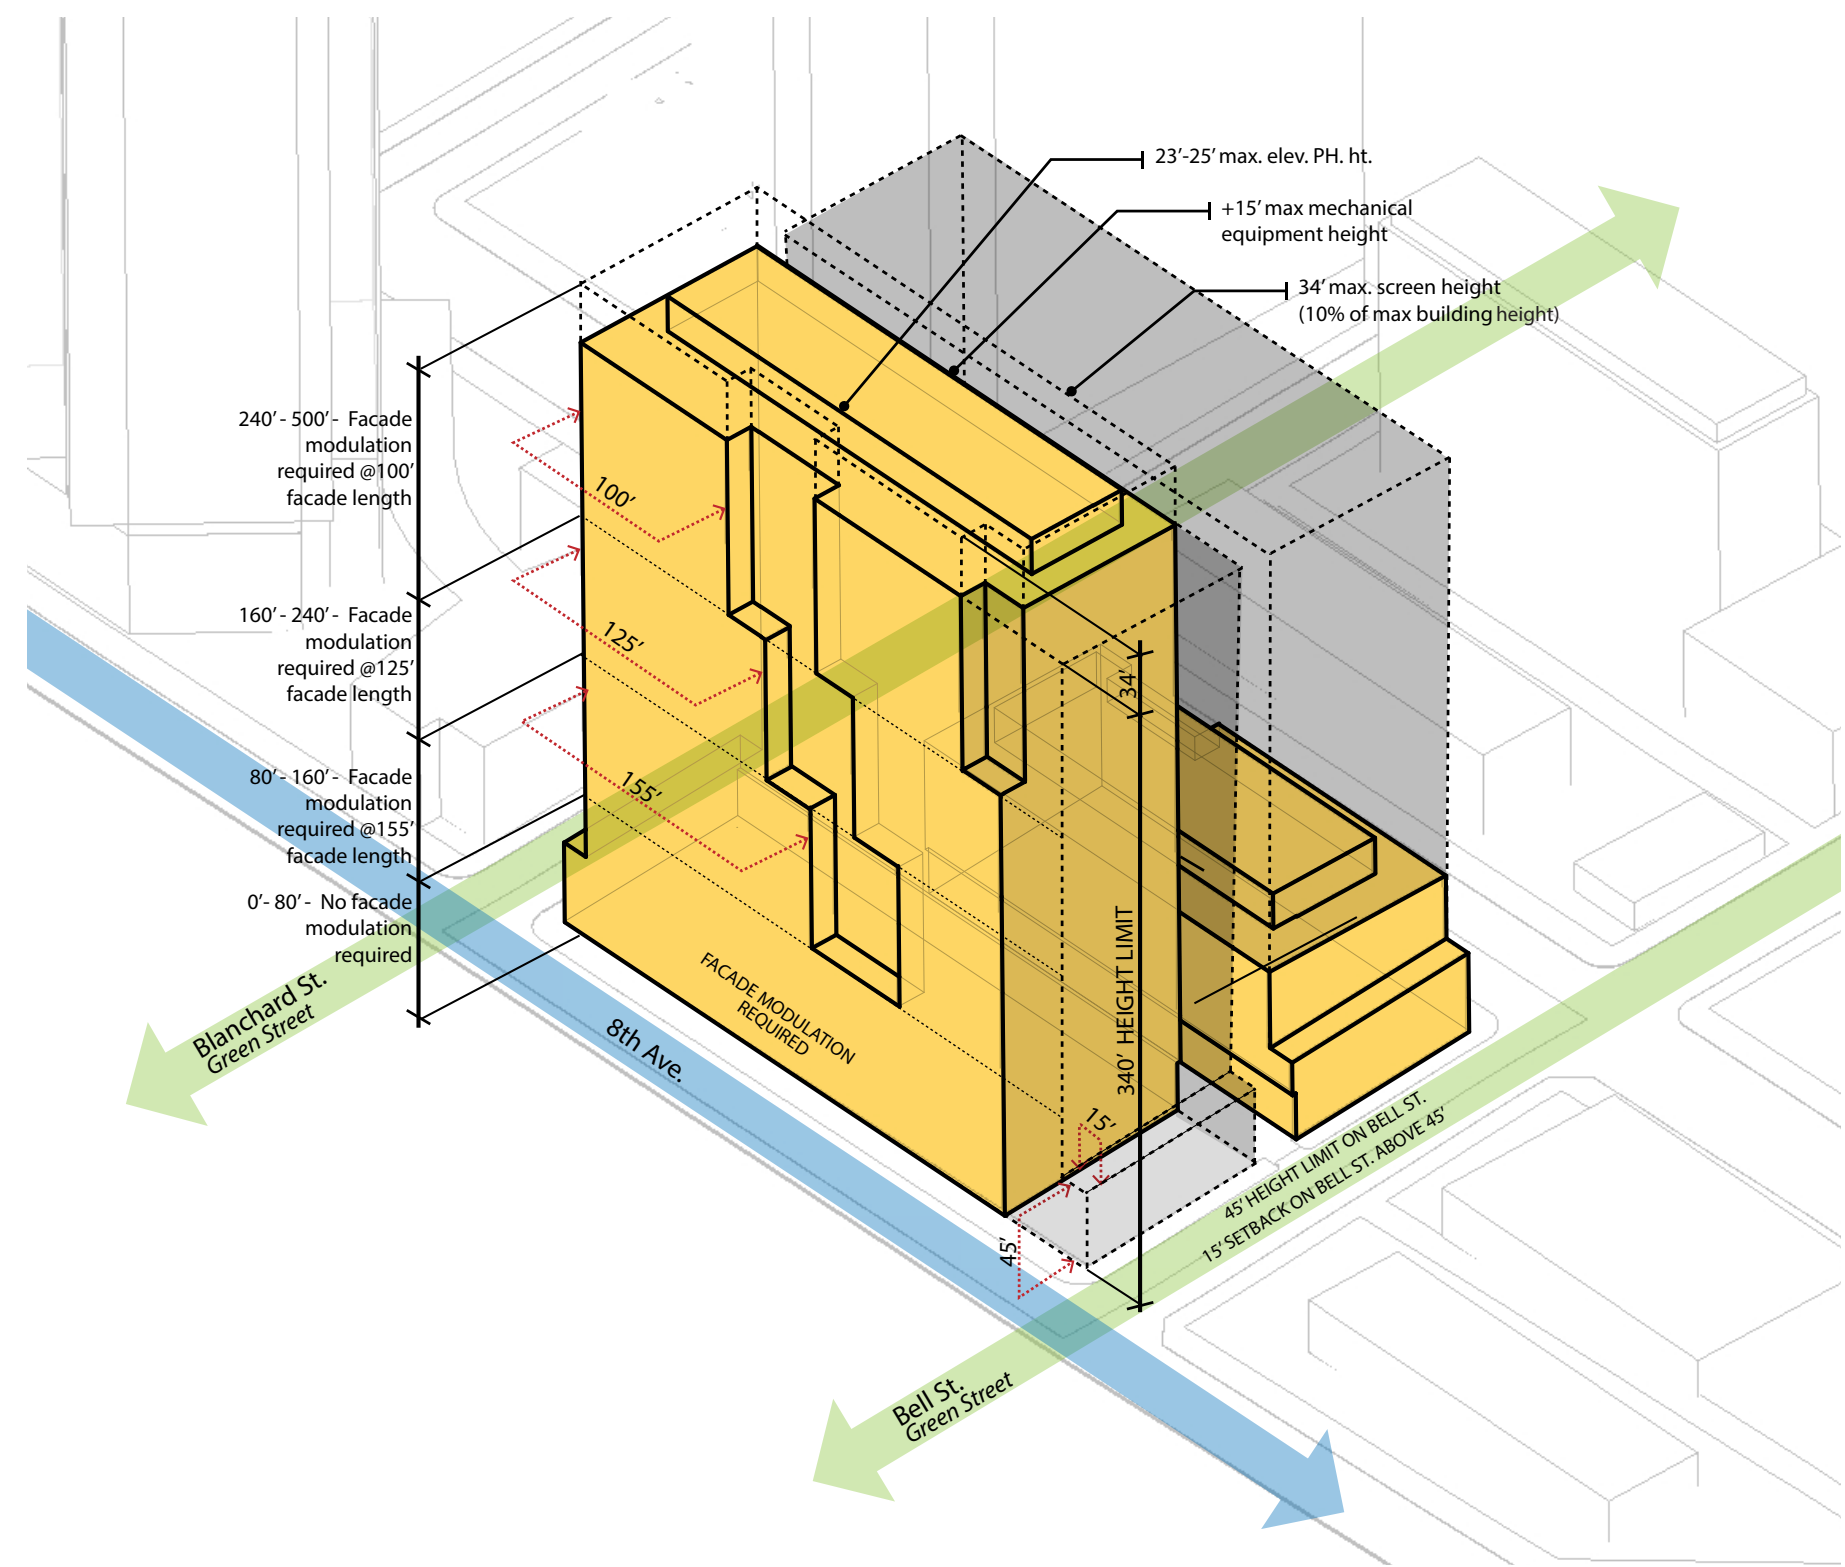 23'-25' max. elev. PH. ht.
+15' max mechanical
equipment height
34' max. screen height
(10% of max building height)
240' - 500' -  Facade
modulation
required @100'
facade length
160' - 240' -  Facade
modulation
required @125'
facade length
80' - 160' -  Facade
modulation
required @155'
facade length
0'- 80' -  No facade
modulation
required
100'
125'
155'
34'
340' HEIGHT LIMIT
FACADE MODULATION
REQUIRED
15'
45'
Blanchard St.
Green Street
8th Ave.
45' HEIGHT LIMIT ON BELL ST.
15' SETBACK ON BELL ST. ABOVE 45'
Bell St.
Green Street